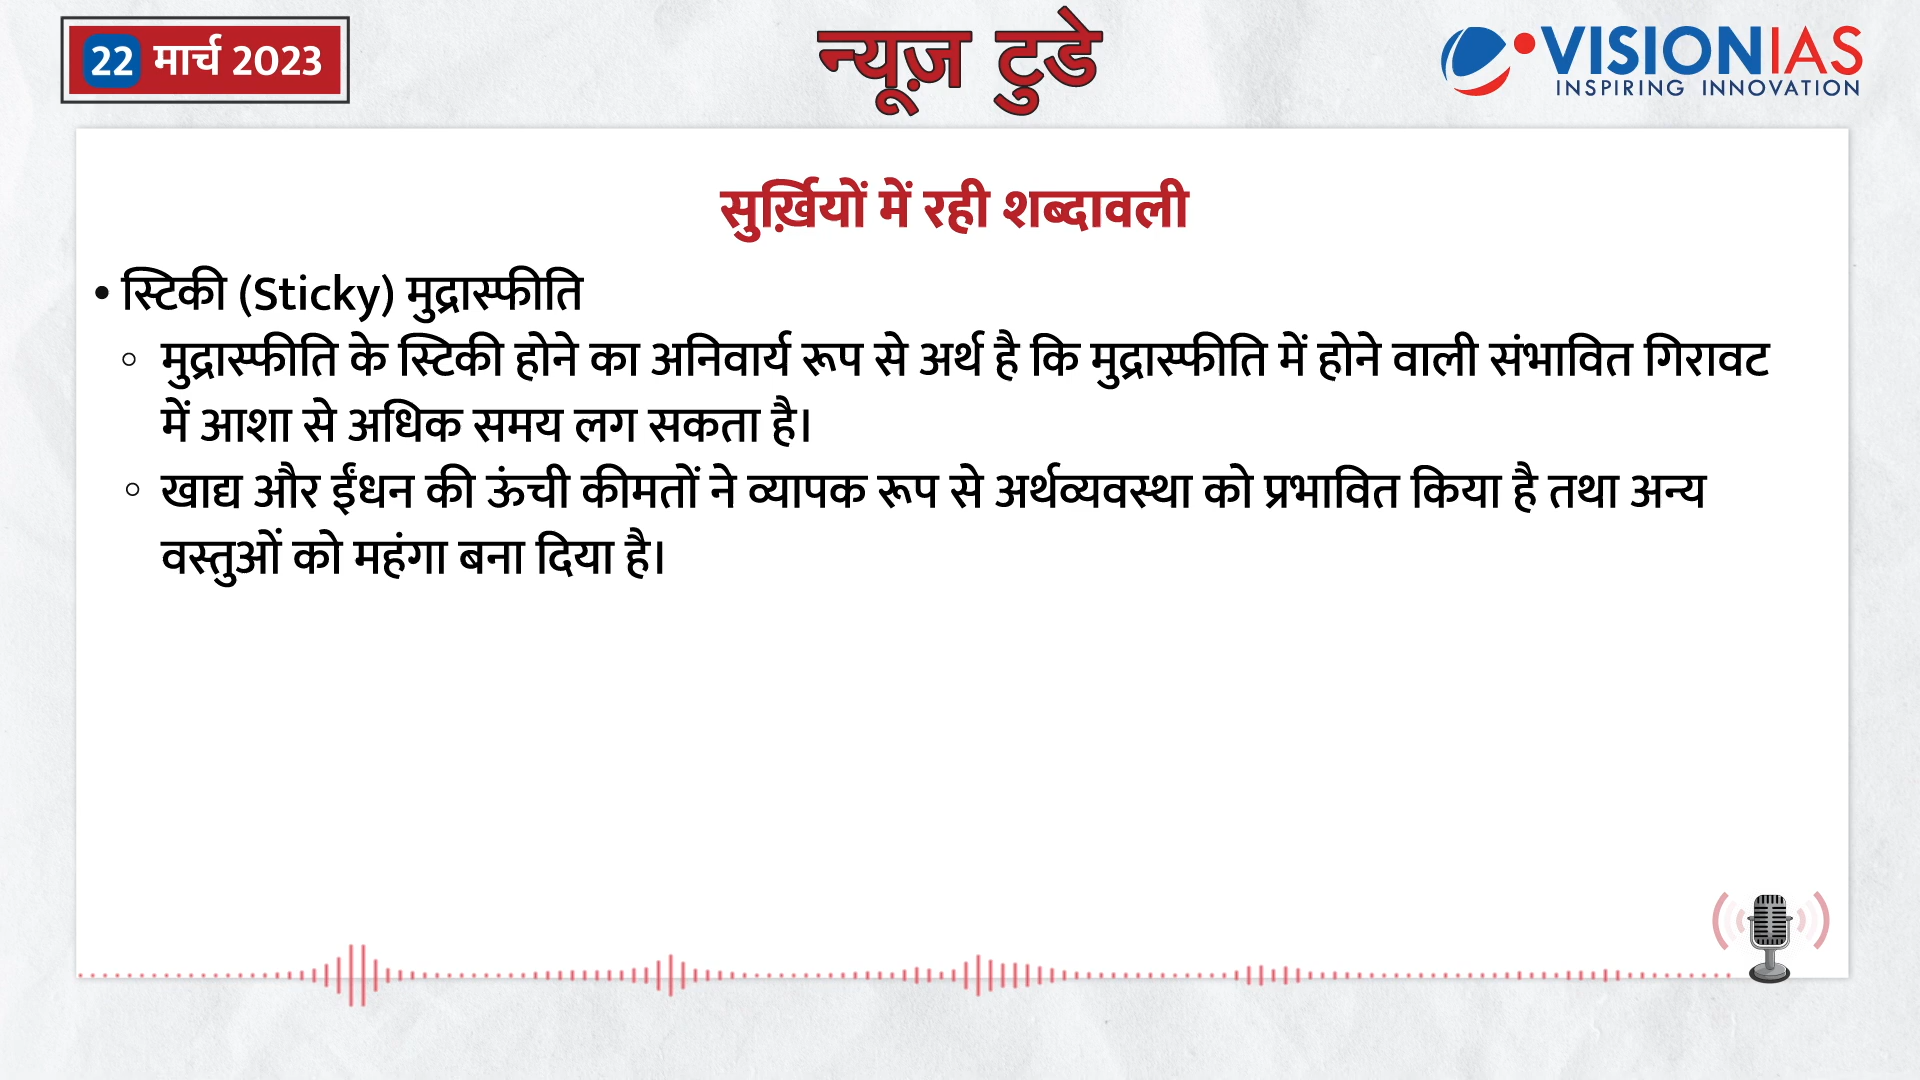 22 मार्च 2023
न्यूज़ टुडे
VISIONIAS
INSPIRING INNOVATION
सुर्ख़ियों में रही शब्दावली
• स्टिकी (Sticky) मुद्रास्फीति
◦ मुद्रास्फीति के स्टिकी होने का अनिवार्य रूप से अर्थ है कि मुद्रास्फीति में होने वाली संभावित गिरावट
में आशा से अधिक समय लग सकता है।
◦ खाद्य और ईंधन की ऊंची कीमतों ने व्यापक रूप से अर्थव्यवस्था को प्रभावित किया है तथा अन्य
वस्तुओं को महंगा बना दिया है।